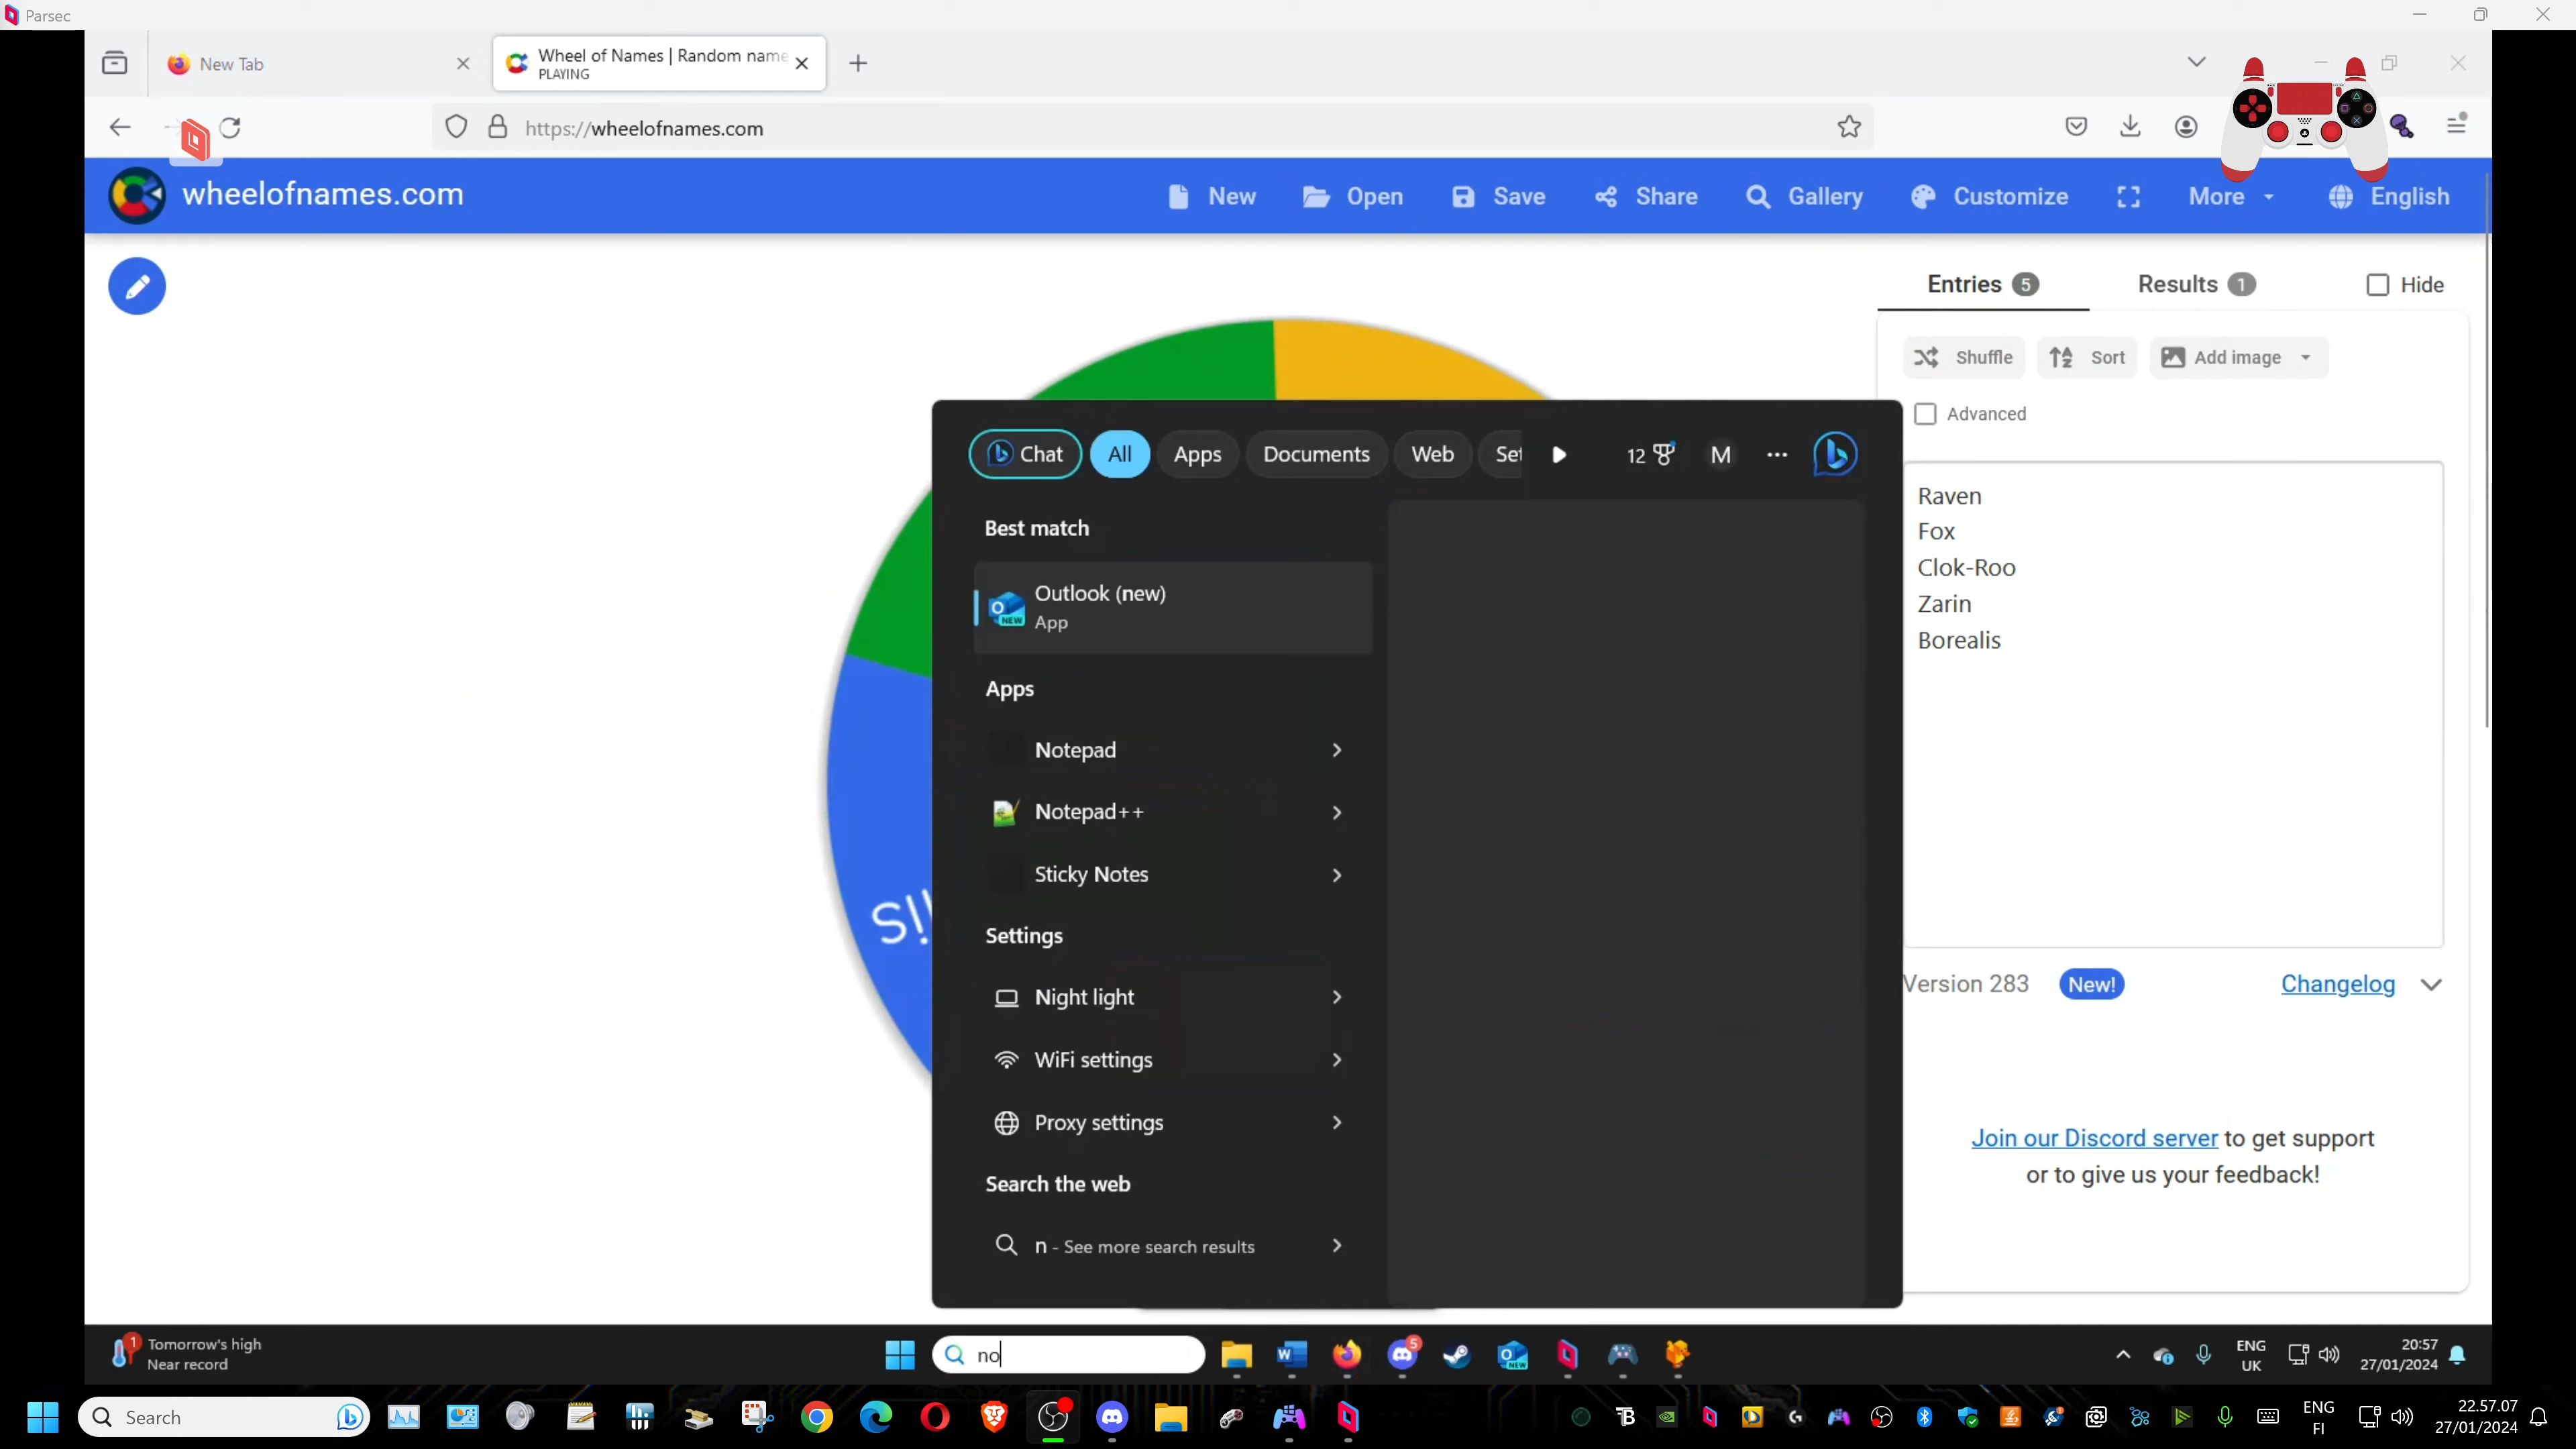 Parsec
New Tab
Wheel of Names | Random name
PLAYING
https://wheelofnames.com
wheelofnames.com
New
Open
Save
Share
Gallery
Customize
More
English
Entries 5
Results 1
Hide
Shuffle
Sort
Add image
Advanced
Raven
Fox
Clok-Roo
Zarin
Borealis
lis
Chat
All
Apps
Documents
Web
Set
12
M
Best match
Outlook (new)
App
NEW
Apps
Notepad
Notepad++
Sticky Notes
Settings
Night light
WiFi settings
Proxy settings
Search the web
n - See more search results
Version 283
New!
Changelog
Join our Discord server to get support
or to give us your feedback!
1
Tomorrow's high
Near record
no
5
ENG
UK
20:57
27/01/2024
Search
ENG
FI
22.57.07
27/01/2024